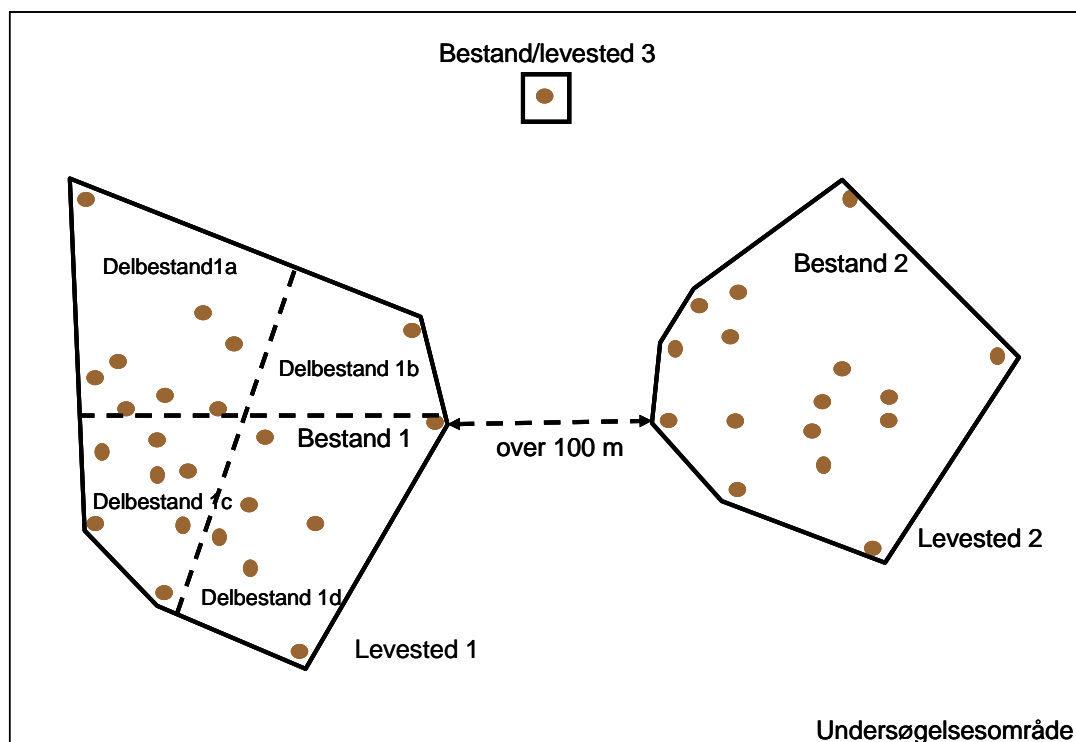 Bestand/levested 3
Delbestand1a
Bestand 2
Delbestand 1b
Bestand 1
over 100 m
Delbestand 1c
Levested 2
Delbestand 1d
Levested 1
Undersøgelsesområde